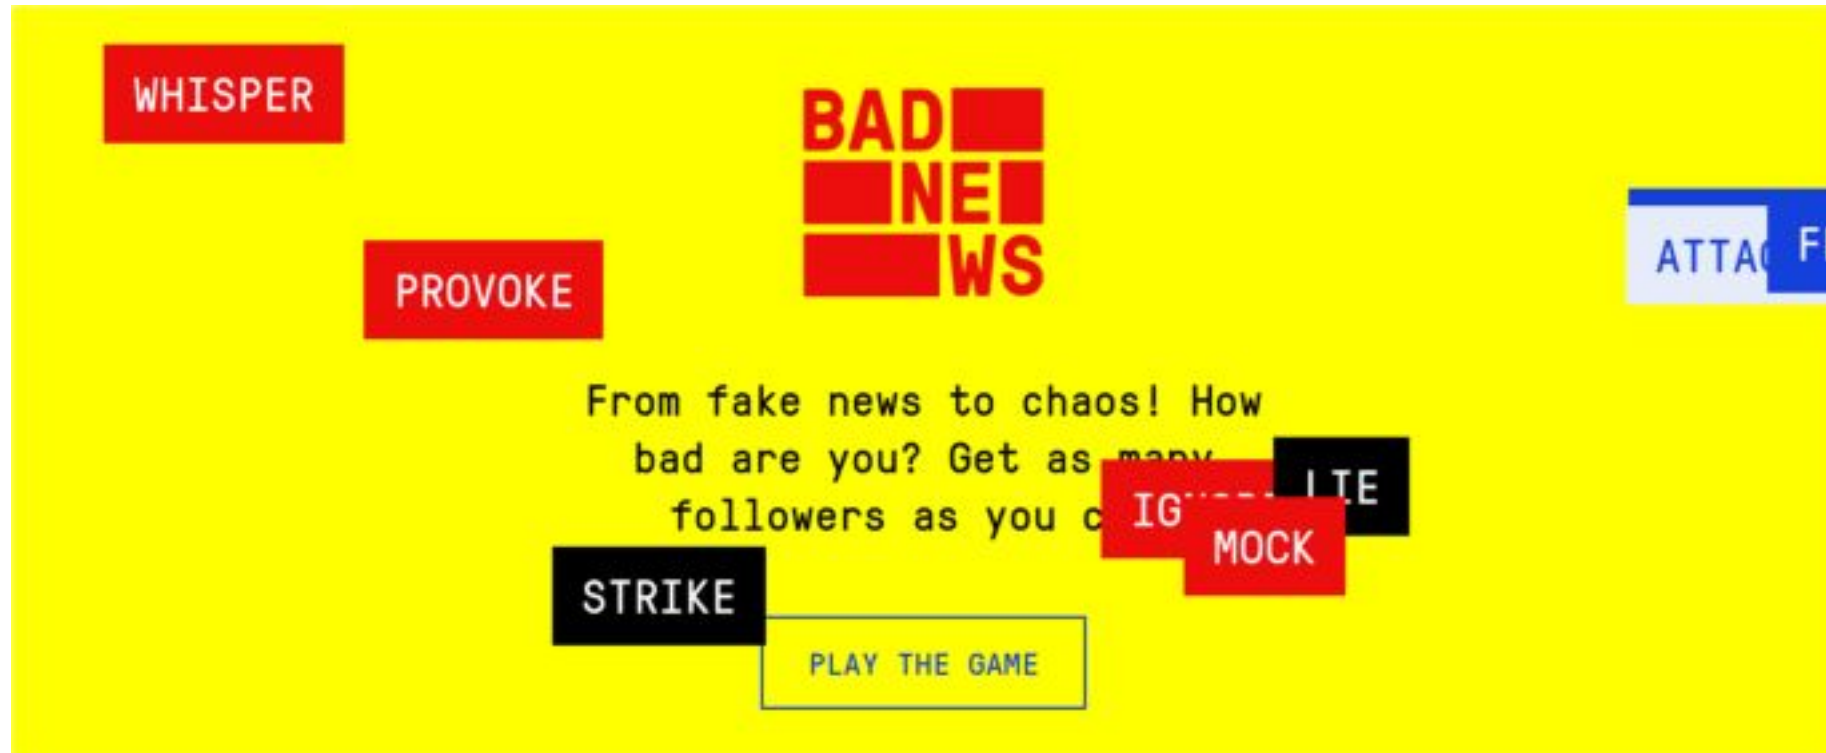 WHISPER
BAD
NE
WS
PROVOKE
From fake news to chaos! How
bad are you? Get as many
followers as you
LIE
MOCK
STRIKE
PLAY THE GAME